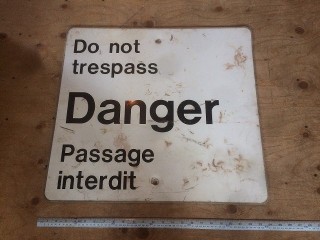 Do not
trespass
Danger
Passage
interdit